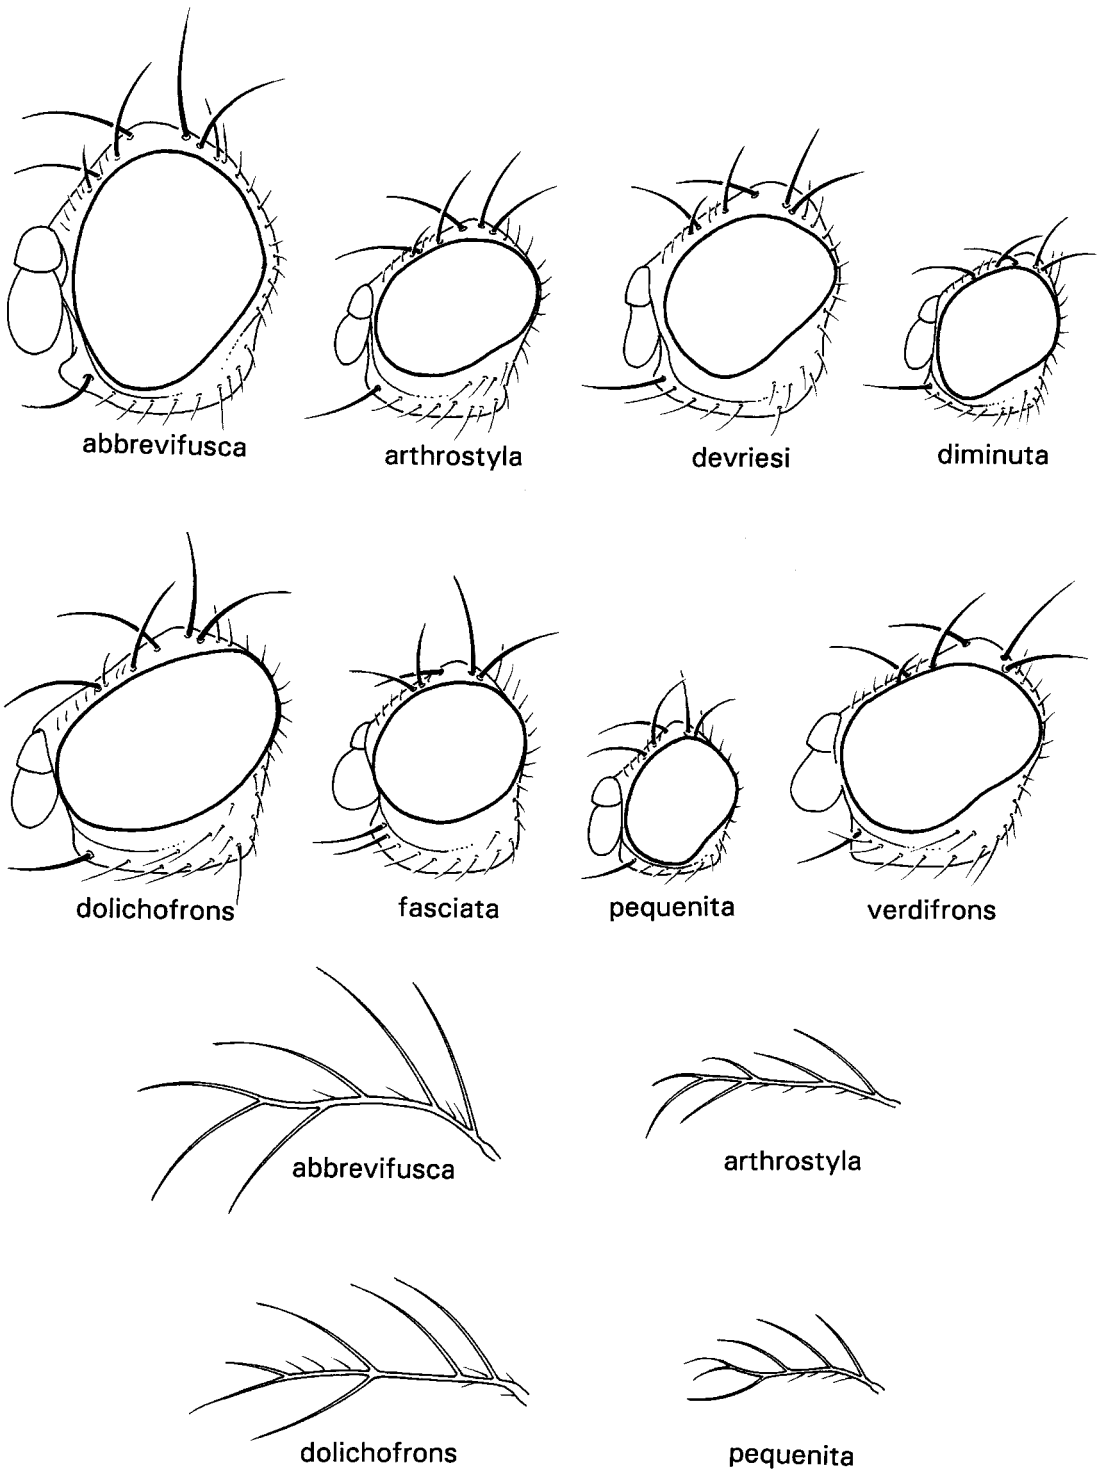 abbrevifusca
arthrostyla
devriesi
diminuta
dolichofrons
fasciata
pequenita
verdifrons
abbrevifusca
arthrostyla
dolichofrons
pequenita